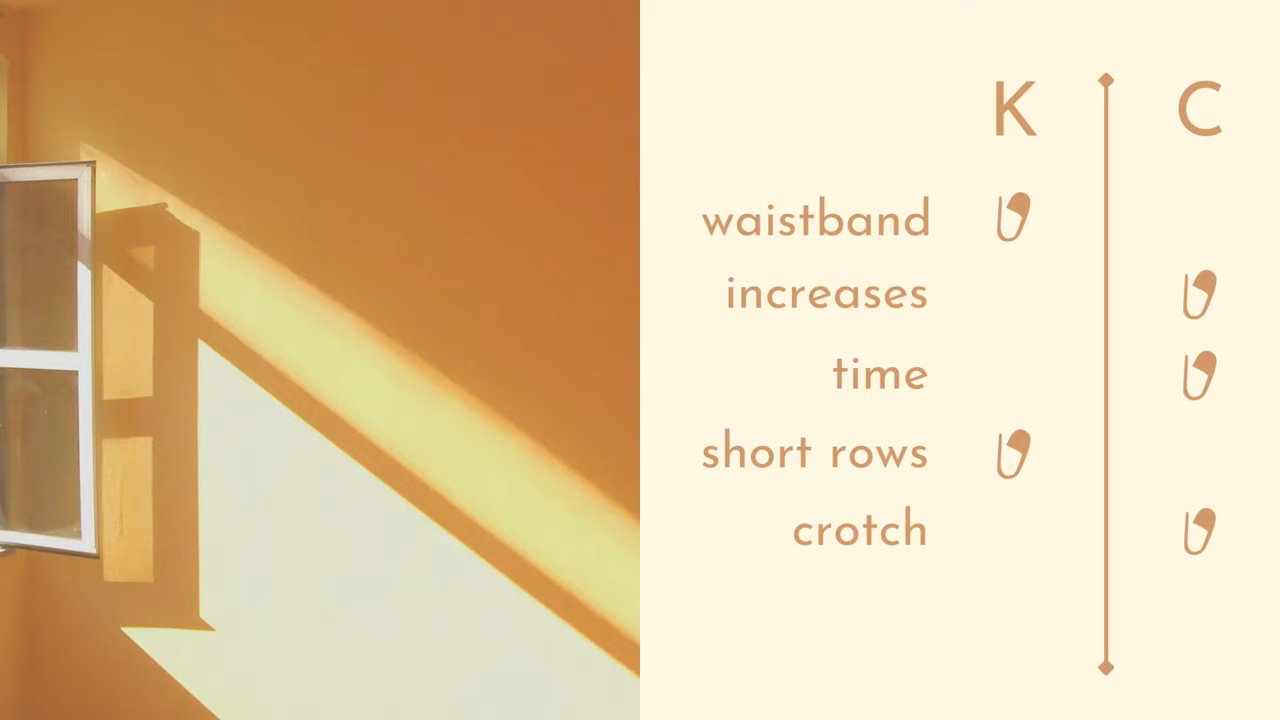 K C
waistband
increases
time
short rows
crotch